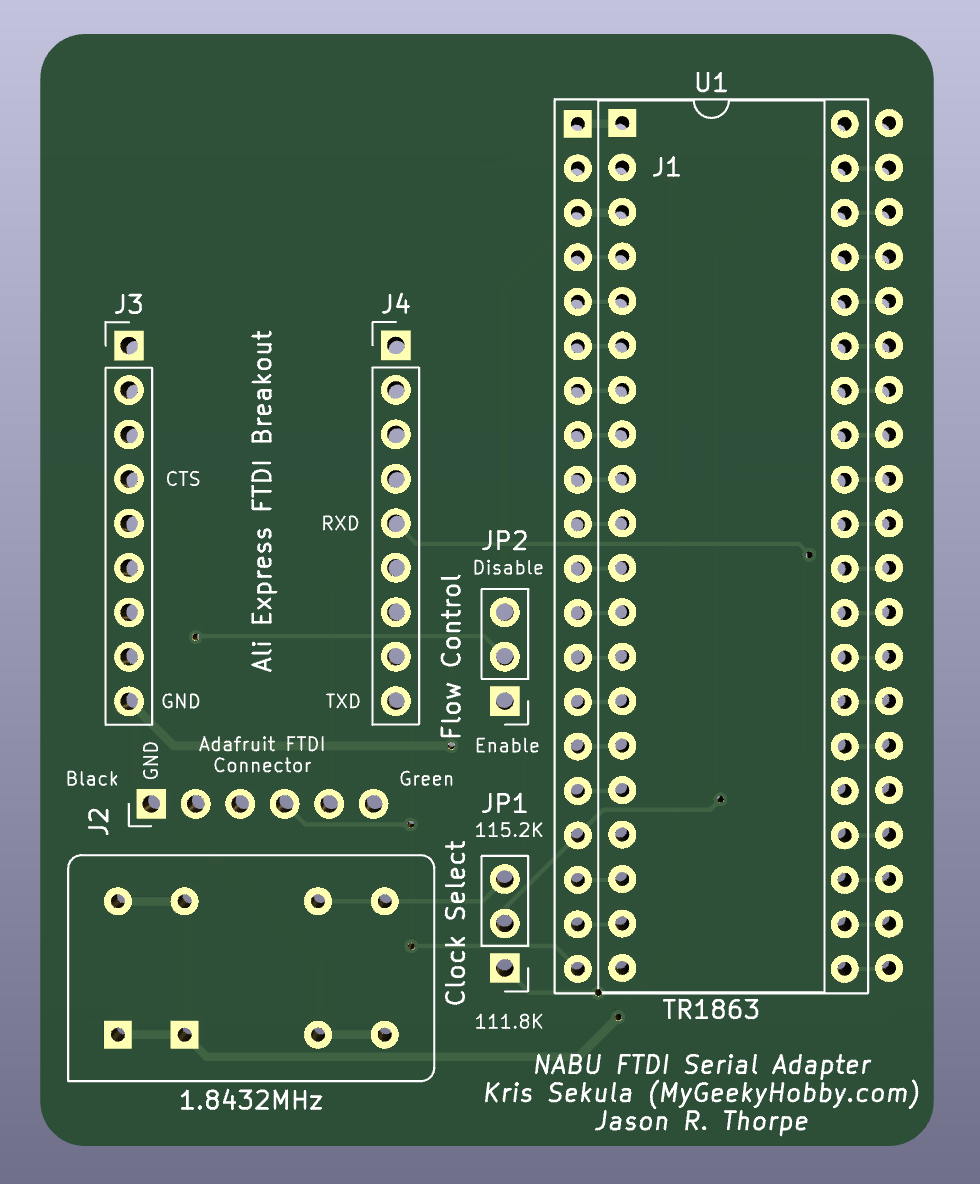 U1
J1
J3
J4
Ali Express FTDI Breakout
CTS
RXD
JP2
Disable
Flow Control
GND
TXD
Enable
Adafruit FTDI
Connector
GND
Black
Green
J2
JP1
115.2K
Clock Select
111.8K
TR1863
1.8432MHz
NABU FTDI Serial Adapter
Kris Sekula (MyGeekyHobby.com)
Jason R. Thorpe